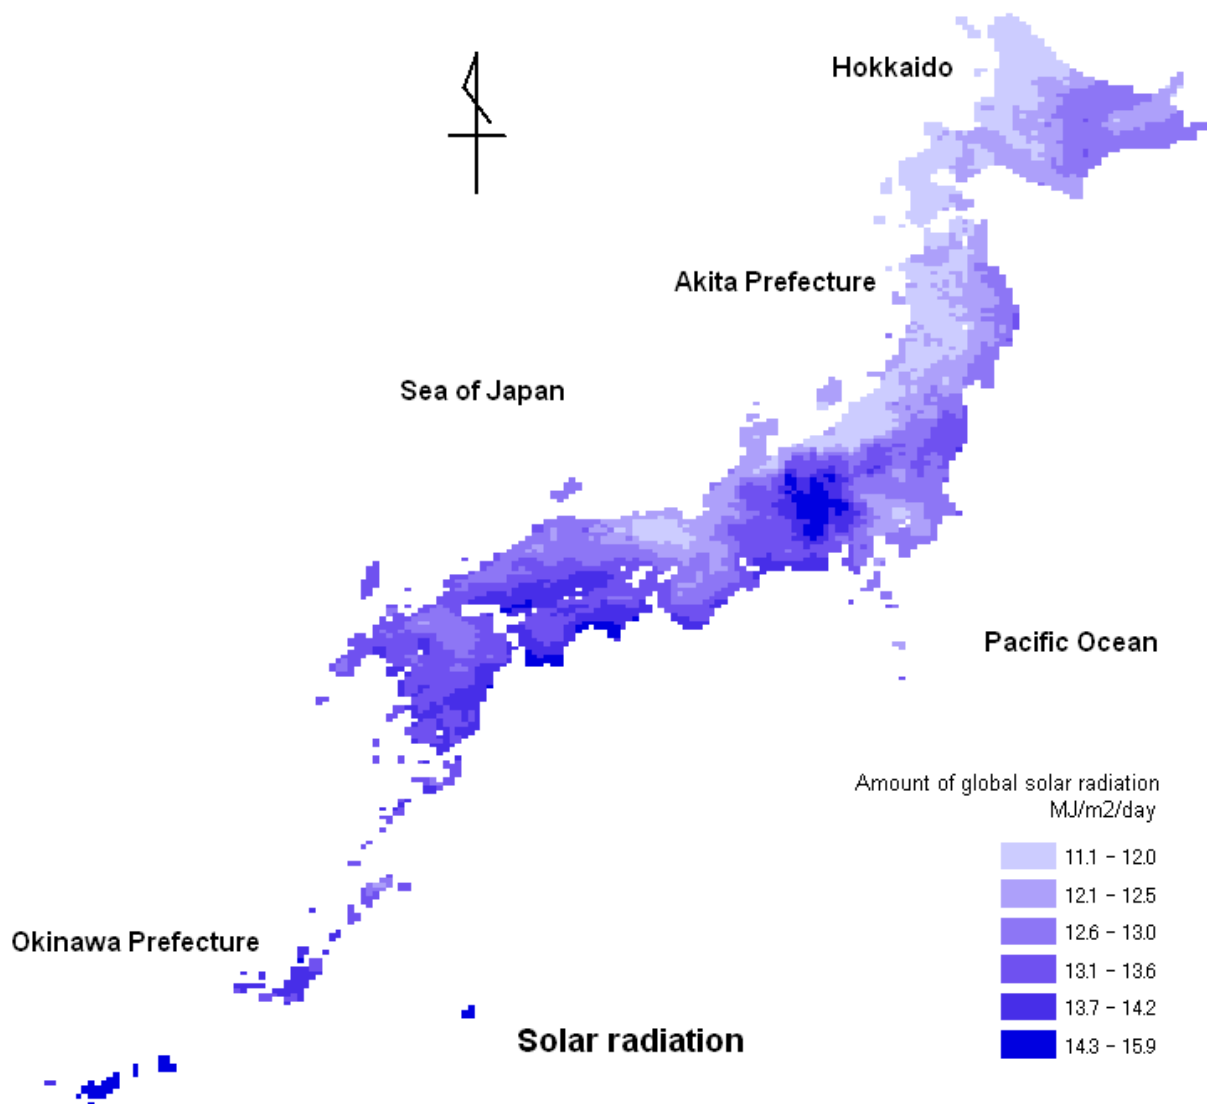 Hokkaido
Akita Prefecture
Sea of Japan
Pacific Ocean
Amount of global solar radiation
MJ/m2/day
11.1 - 12.0
12.1 - 12.5
12.6 - 13.0
13.1 - 13.6
13.7 - 14.2
14.3 - 15.9
Okinawa Prefecture
Solar radiation